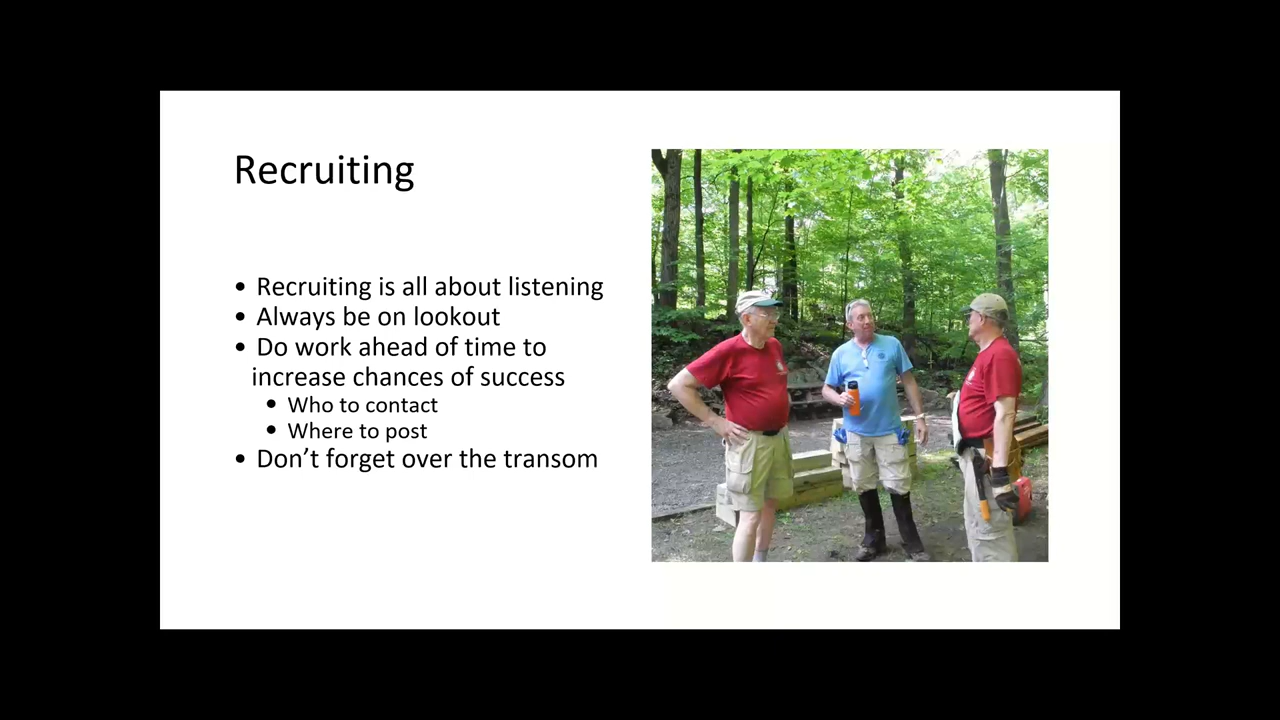 Recruiting
• Recruiting is all about listening
• Always be on lookout
• Do work ahead of time to
increase chances of success
• Who to contact
• Where to post
• Don’t forget over the transom